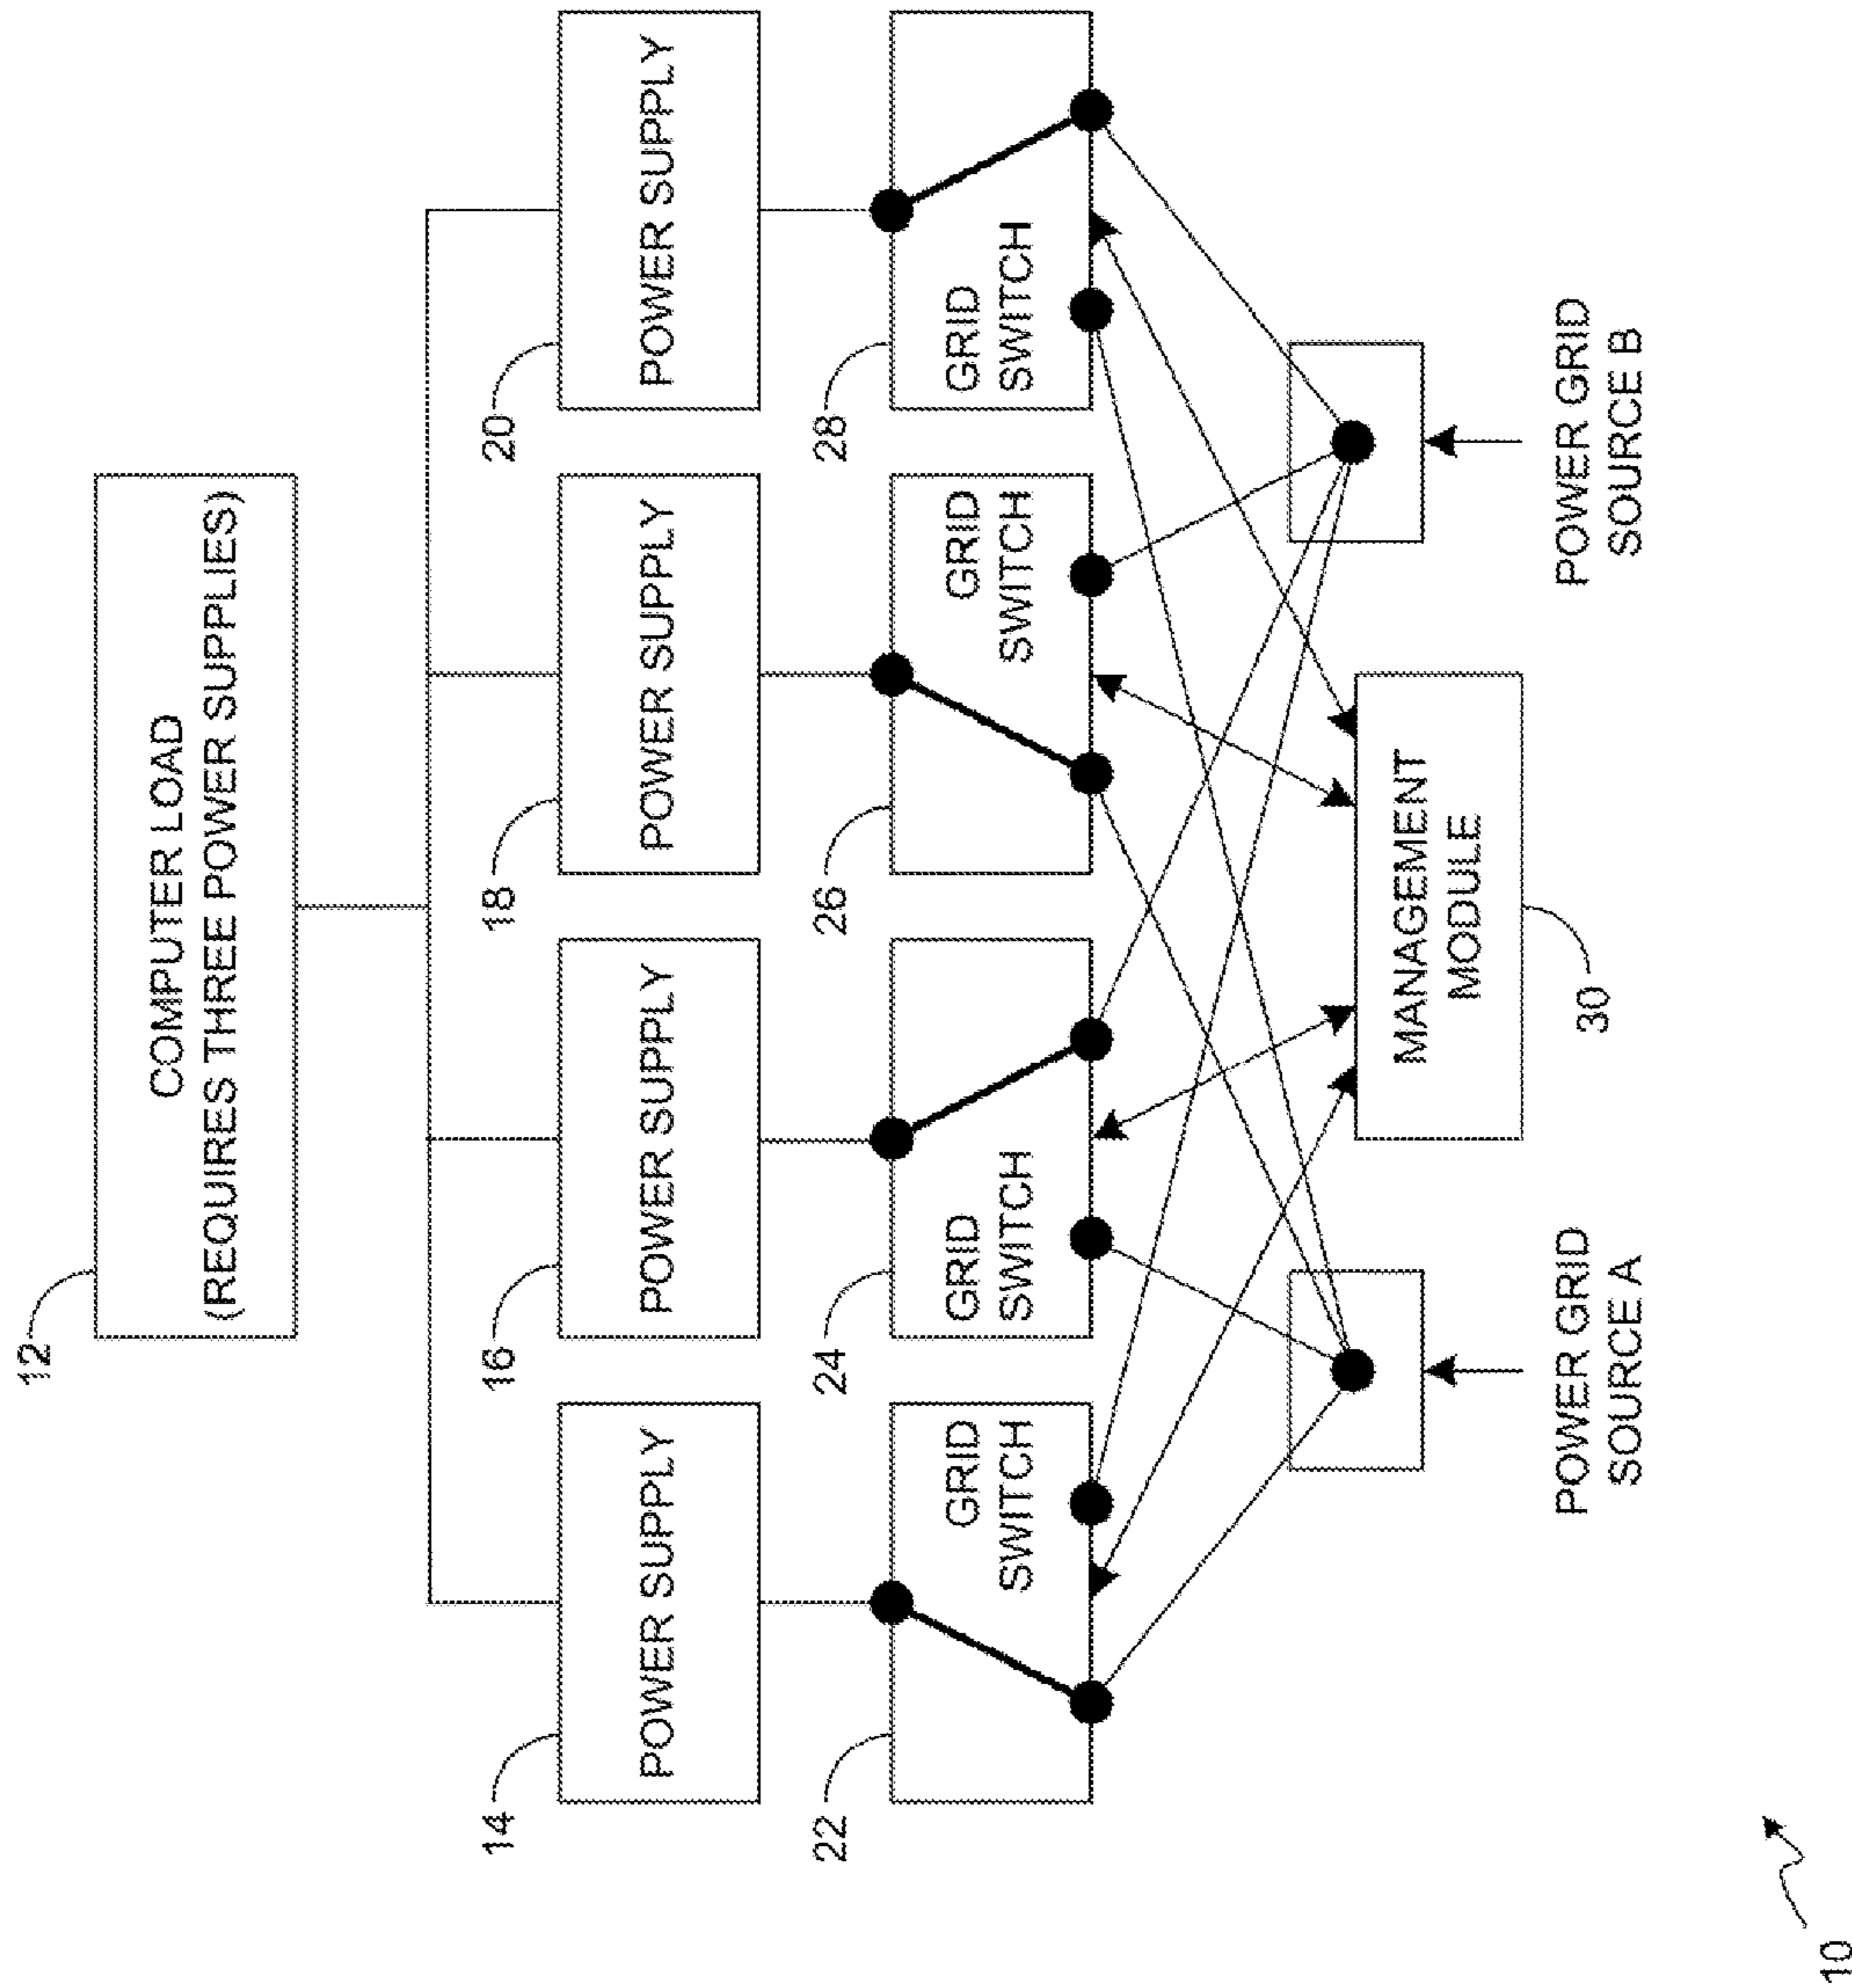 12
COMPUTER LOAD
(REQUIRES THREE POWER SUPPLIES)
14
POWER SUPPLY
16
POWER SUPPLY
18
POWER SUPPLY
20
POWER SUPPLY
22
GRID
SWITCH
24
GRID
SWITCH
26
GRID
SWITCH
28
GRID
SWITCH
MANAGEMENT
MODULE
30
POWER GRID
SOURCE A
POWER GRID
SOURCE B
10